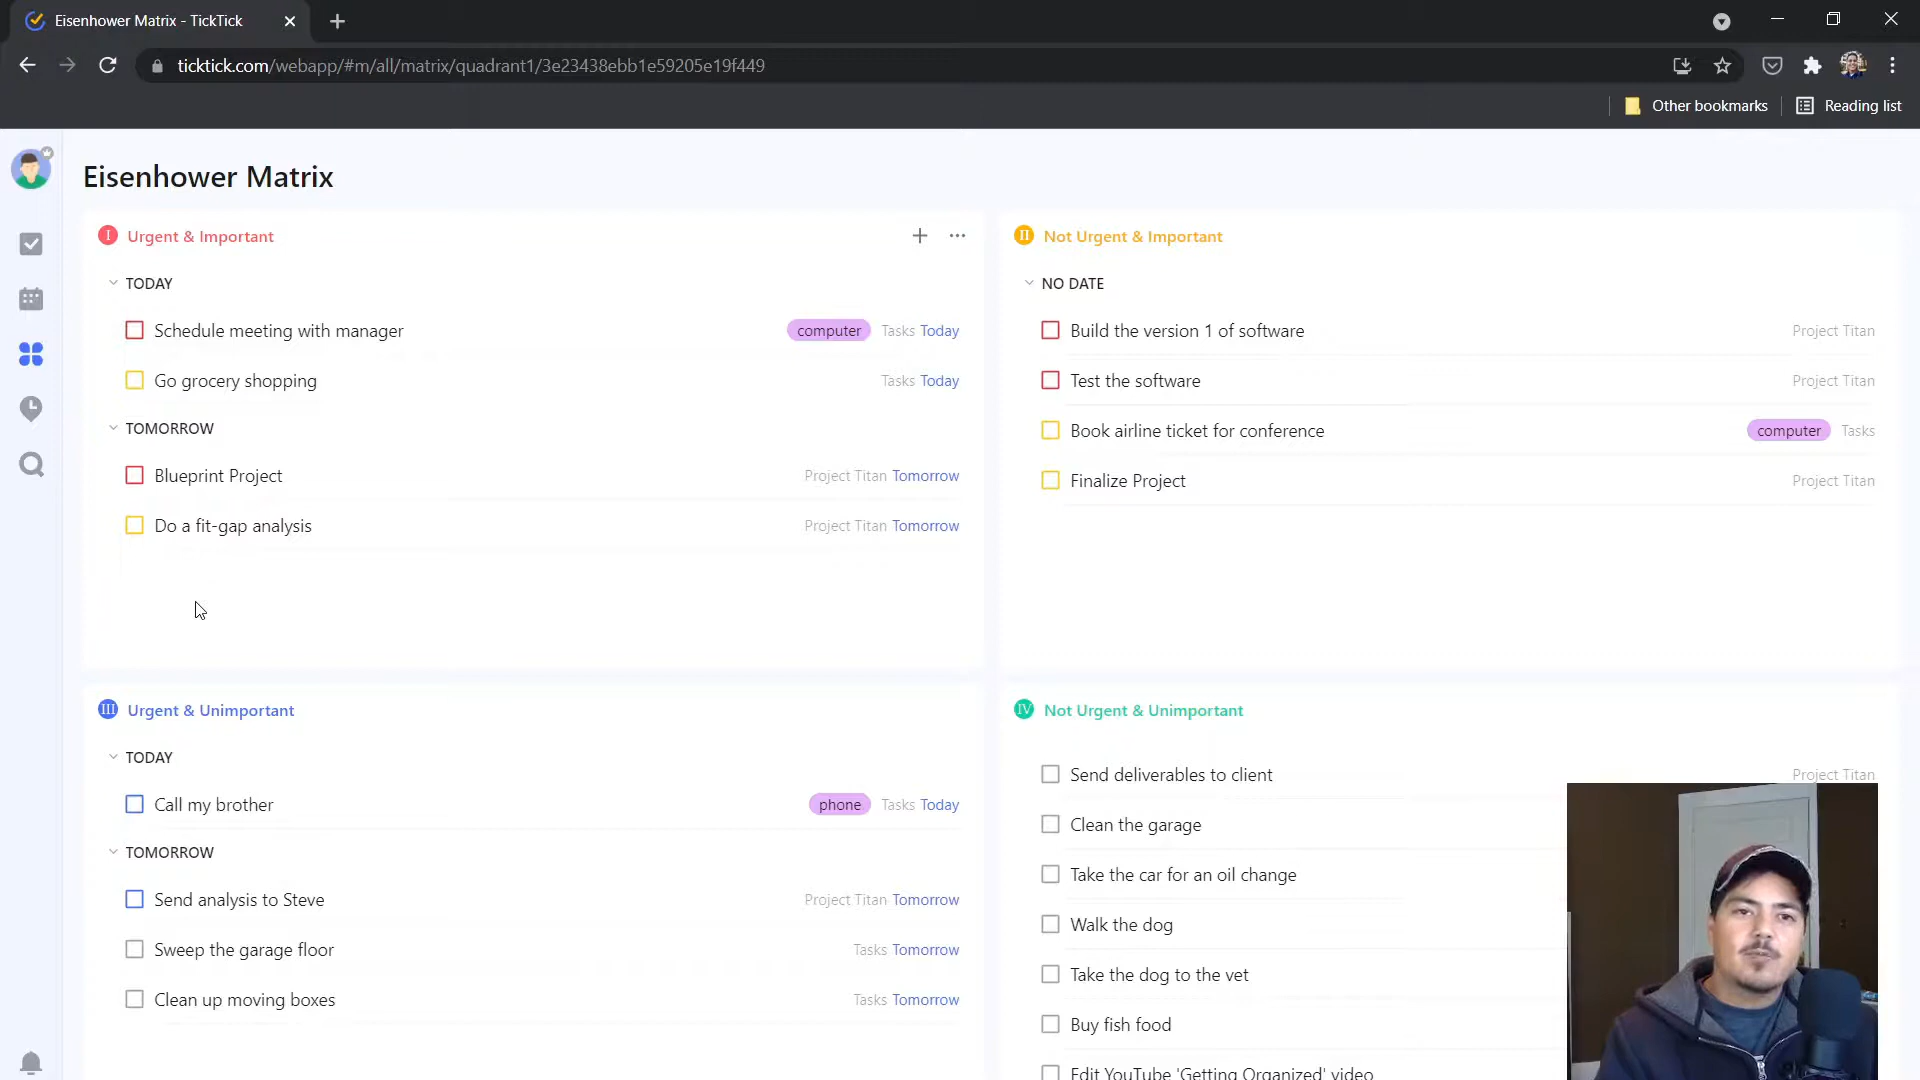 Eisenhower Matrix - TickTick
ticktick.com/webapp/#m/all/matrix/quadrant1/3e23438ebb1e59205e19f449
Other bookmarks
Reading list
Eisenhower Matrix
I Urgent & Important
TODAY
Schedule meeting with manager computer Tasks Today
Go grocery shopping Tasks Today
TOMORROW
Blueprint Project Project Titan Tomorrow
Do a fit-gap analysis Project Titan Tomorrow
II Not Urgent & Important
NO DATE
Build the version 1 of software Project Titan
Test the software Project Titan
Book airline ticket for conference computer Tasks
Finalize Project Project Titan
III Urgent & Unimportant
TODAY
Call my brother phone Tasks Today
TOMORROW
Send analysis to Steve Project Titan Tomorrow
Sweep the garage floor Tasks Tomorrow
Clean up moving boxes Tasks Tomorrow
IV Not Urgent & Unimportant
Send deliverables to client Project Titan
Clean the garage
Take the car for an oil change
Walk the dog
Take the dog to the vet
Buy fish food
Edit YouTube 'Getting Organized' video